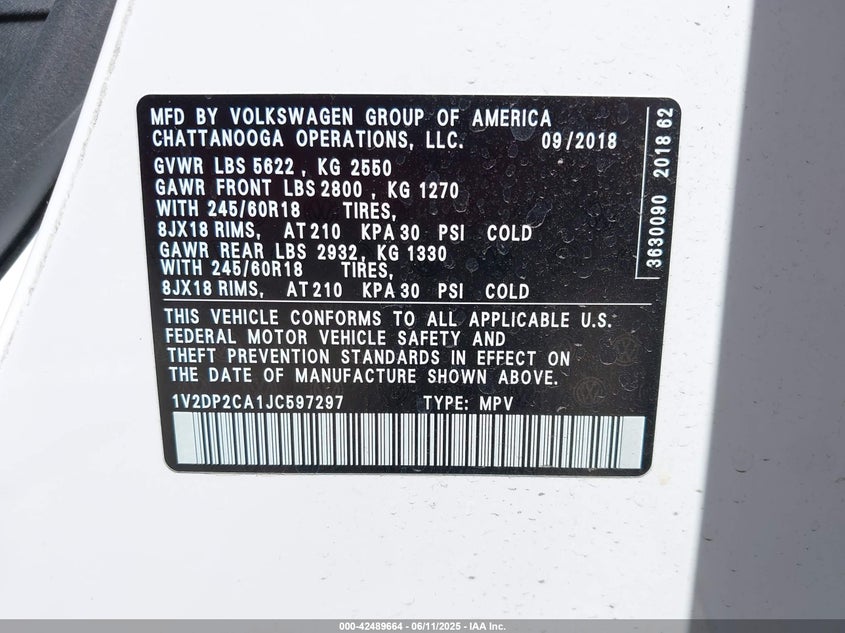 MFD BY VOLKSWAGEN GROUP OF AMERICA
CHATTANOOGA OPERATIONS, LLC. 09/2018
GVWR LBS 5622 , KG 2550
GAWR FRONT LBS 2800 , KG 1270
WITH 245/60R18 TIRES,
8JX18 RIMS, AT 210 KPA 30 PSI COLD
GAWR REAR LBS 2932, KG 1330
WITH 245/60R18 TIRES,
8JX18 RIMS, AT 210 KPA 30 PSI COLD
THIS VEHICLE CONFORMS TO ALL APPLICABLE U.S.
FEDERAL MOTOR VEHICLE SAFETY AND
THEFT PREVENTION STANDARDS IN EFFECT ON
THE DATE OF MANUFACTURE SHOWN ABOVE.
1V2DP2CA1JC597297 TYPE: MPV
3630090 2018 62
000-42489664 - 06/11/2025 - IAA Inc.